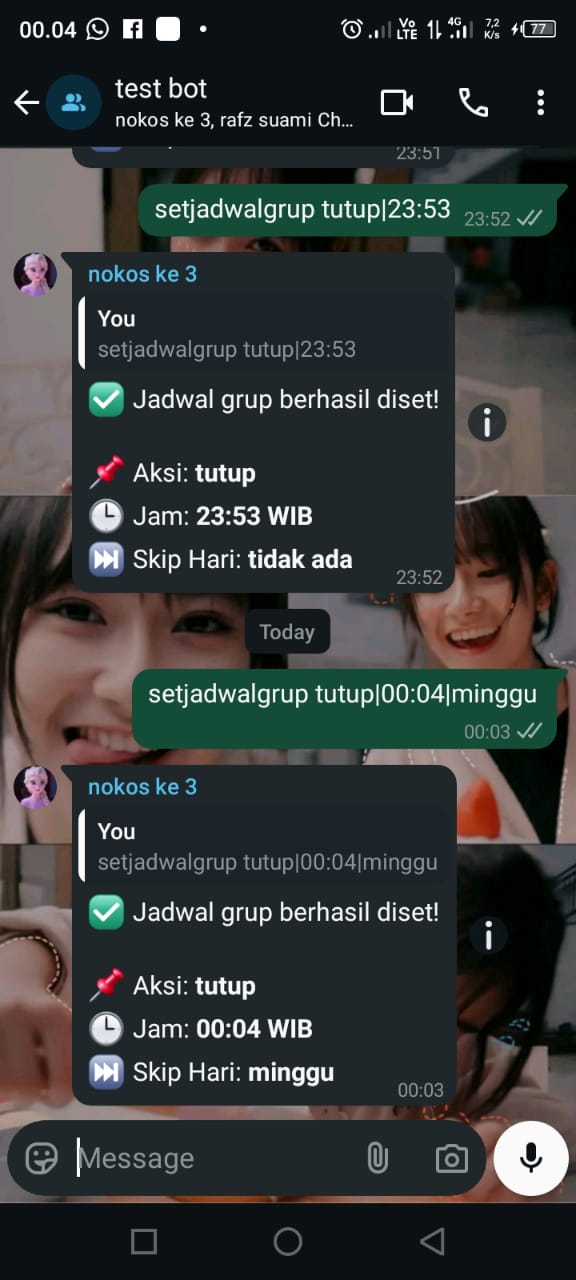 00.04
Vo
LTE
4G
7,2
K/s
77
test bot
nokos ke 3, rafz suami Ch...
23:51
setjadwalgrup tutup|23:53
23:52
nokos ke 3
You
setjadwalgrup tutup|23:53
✅ Jadwal grup berhasil diset!
📌 Aksi: tutup
🕒 Jam: 23:53 WIB
⏭️ Skip Hari: tidak ada
23:52
Today
setjadwalgrup tutup|00:04|minggu
00:03
nokos ke 3
You
setjadwalgrup tutup|00:04|minggu
✅ Jadwal grup berhasil diset!
📌 Aksi: tutup
🕒 Jam: 00:04 WIB
⏭️ Skip Hari: minggu
00:03
Message